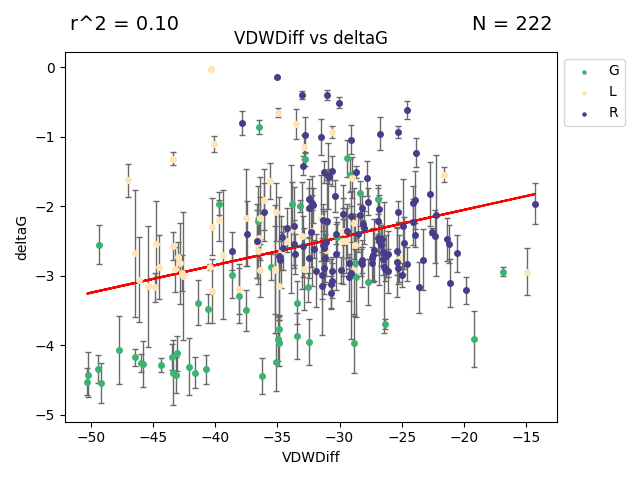 r^2 = 0.10 N = 222
VDWDiff vs deltaG
G
L
R
deltaG
0
−1
−2
−3
−4
−5
−50 −45 −40 −35 −30 −25 −20 −15
VDWDiff